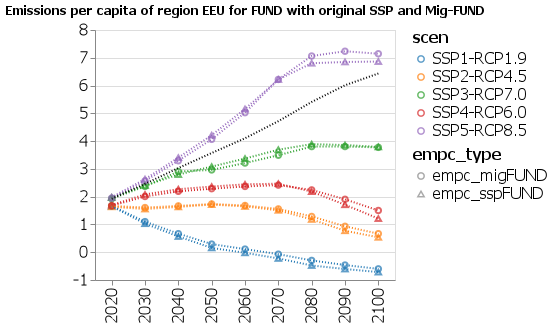 Emissions per capita of region EEU for FUND with original SSP and Mig-FUND
8
7
6
5
4
3
2
1
0
-1
2020
2030
2040
2050
2060
2070
2080
2090
2100
scen
SSP1-RCP1.9
SSP2-RCP4.5
SSP3-RCP7.0
SSP4-RCP6.0
SSP5-RCP8.5
empc_type
empc_migFUND
empc_sspFUND